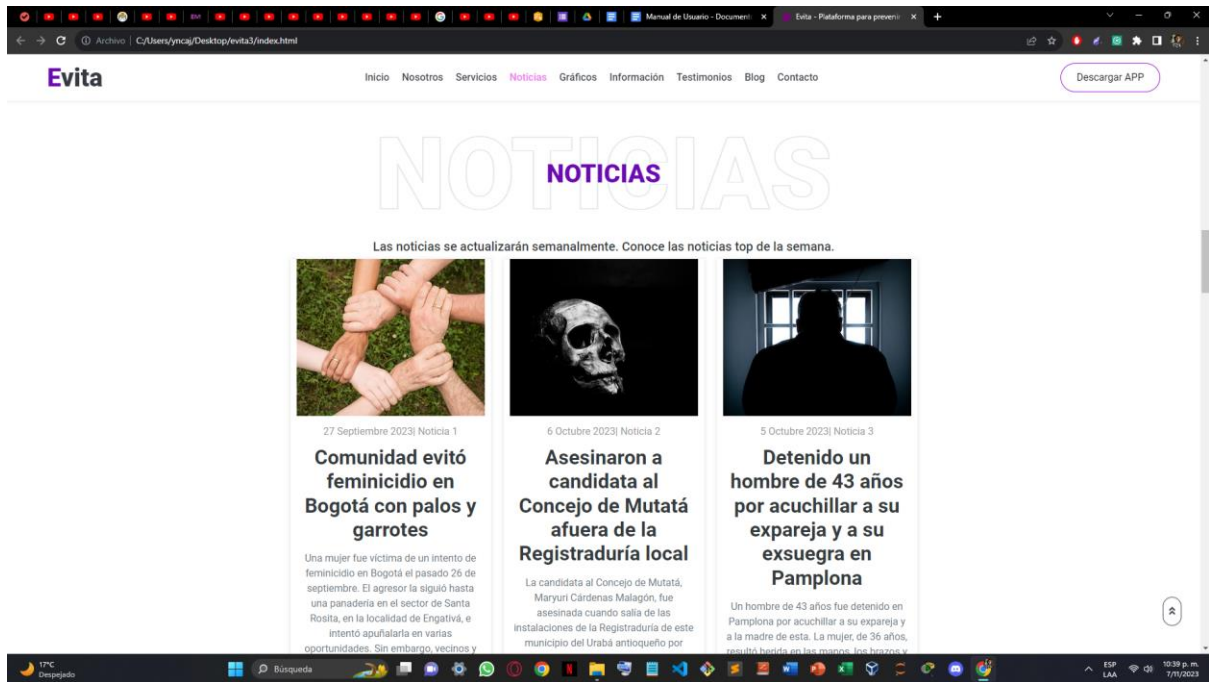 Manual de Usuario - Document
Evita - Plataforma para preveni
Archivo | C:/Users/yncaj/Desktop/evita3/index.html
Evita
Inicio Nosotros Servicios Noticias Gráficos Información Testimonios Blog Contacto
Descargar APP
NOTICIAS
NOTICIAS
Las noticias se actualizarán semanalmente. Conoce las noticias top de la semana.
27 Septiembre 2023| Noticia 1
Comunidad evitó
feminicidio en
Bogotá con palos y
garrotes
Una mujer fue víctima de un intento de
feminicidio en Bogotá el pasado 26 de
septiembre. El agresor la siguió hasta
una panadería en el sector de Santa
Rosita, en la localidad de Engativá, e
intentó apuñalarla en varias
oportunidades. Sin embargo, vecinos y
6 Octubre 2023| Noticia 2
Asesinaron a
candidata al
Concejo de Mutatá
afuera de la
Registraduría local
La candidata al Concejo de Mutatá,
Maryuri Cárdenas Malagón, fue
asesinada cuando salía de las
instalaciones de la Registraduría de este
municipio del Urabá antioqueño por
5 Octubre 2023| Noticia 3
Detenido un
hombre de 43 años
por acuchillar a su
expareja y a su
exsuegra en
Pamplona
Un hombre de 43 años fue detenido en
Pamplona por acuchillar a su expareja y
a la madre de esta. La mujer, de 36 años,
resultó herida en las manos, los brazos y
17°C
Despejado
Búsqueda
ESP
LAA
10:39 p. m.
7/11/2023